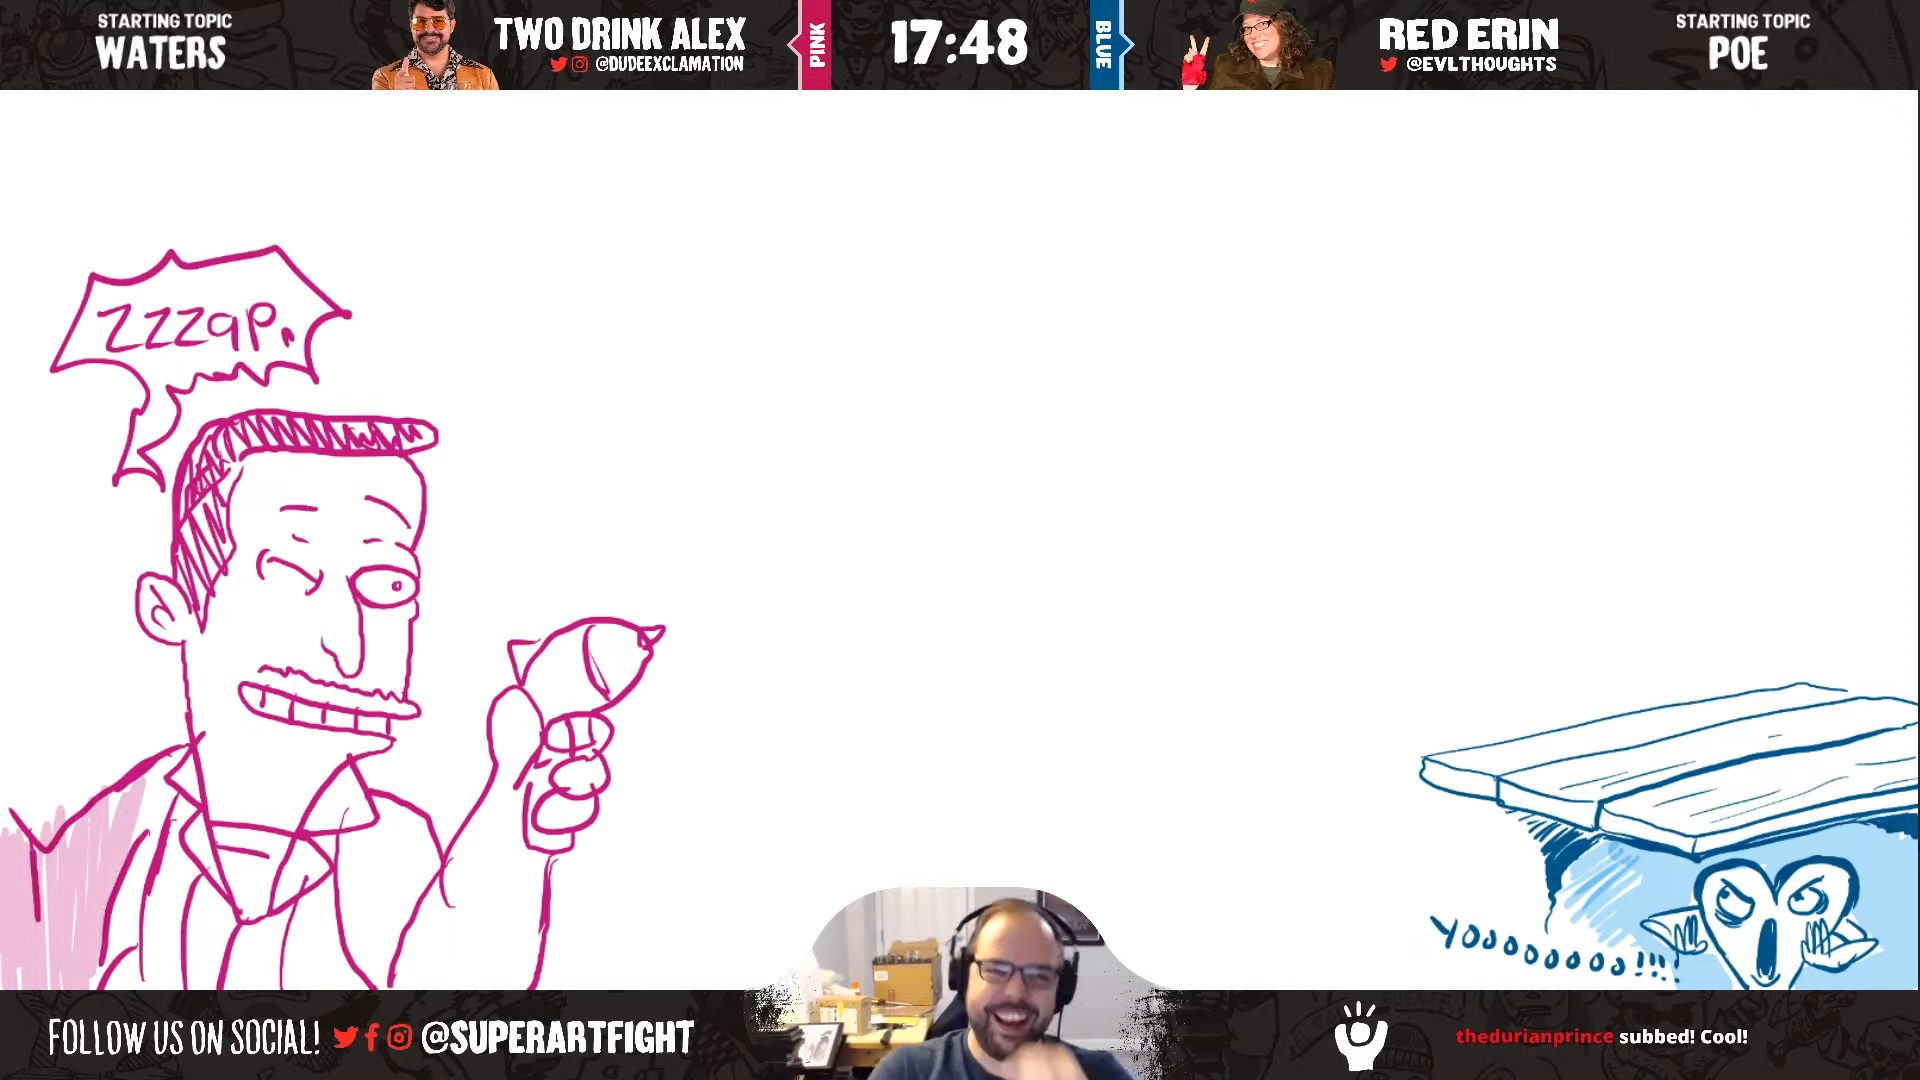 STARTING TOPIC
WATERS
TWO DRINK ALEX
@DUDEEXCLAMATION
PINK
17:48
BLUE
RED ERIN
@EVLTHOUGHTS
STARTING TOPIC
POE
ZZZap.
YOOOOOOOO!!!
FOLLOW US ON SOCIAL! @SUPERARTFIGHT
thedurianprince subbed! Cool!